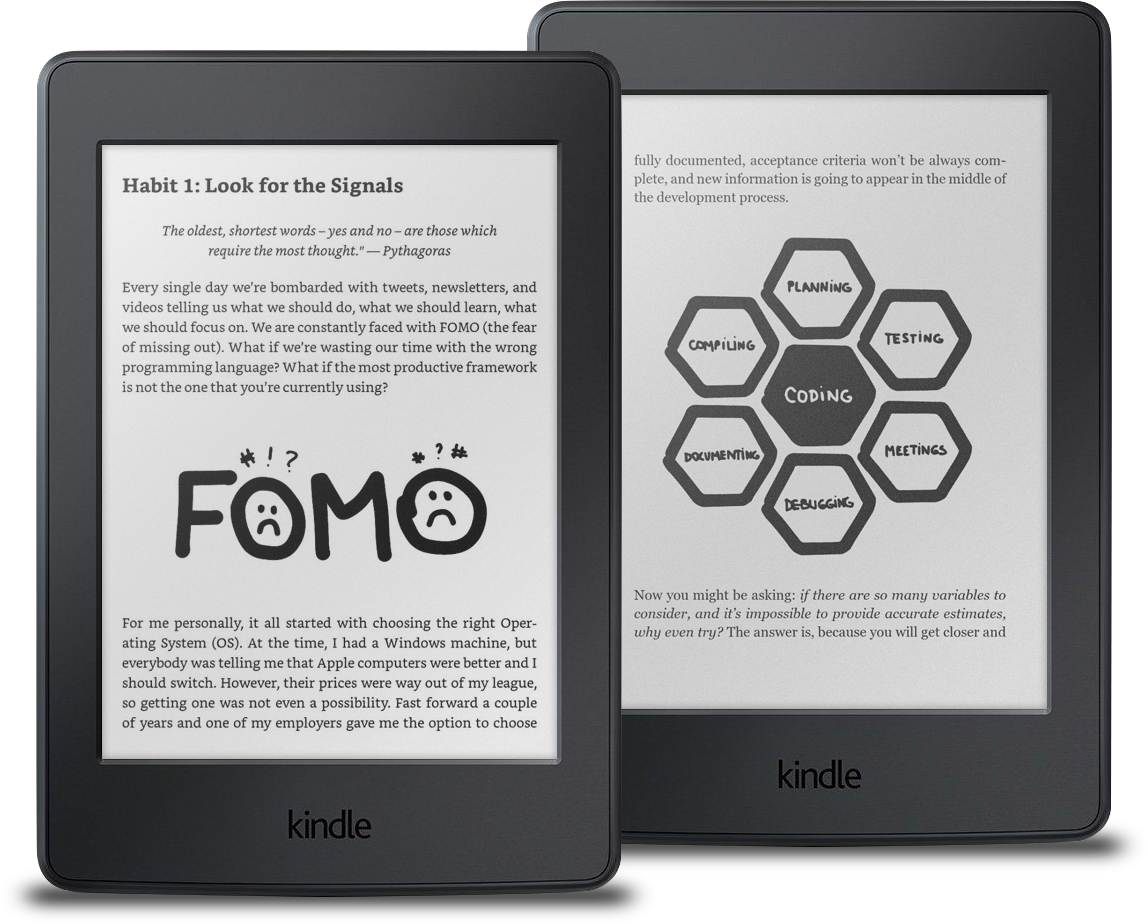 Habit 1: Look for the Signals
The oldest, shortest words – yes and no – are those which
require the most thought." — Pythagoras
Every single day we're bombarded with tweets, newsletters, and
videos telling us what we should do, what we should learn, what
we should focus on. We are constantly faced with FOMO (the fear
of missing out). What if we're wasting our time with the wrong
programming language? What if the most productive framework
is not the one that you're currently using?
# ! ?
* ? #
FOMO
For me personally, it all started with choosing the right Oper-
ating System (OS). At the time, I had a Windows machine, but
everybody was telling me that Apple computers were better and I
should switch. However, their prices were way out of my league,
so getting one was not even a possibility. Fast forward a couple
of years and one of my employers gave me the option to choose
kindle
fully documented, acceptance criteria won't be always com-
plete, and new information is going to appear in the middle of
the development process.
PLANNING
COMPILING
TESTING
CODING
DOCUMENTING
MEETINGS
DEBUGGING
Now you might be asking: if there are so many variables to
consider, and it's impossible to provide accurate estimates,
why even try? The answer is, because you will get closer and
kindle